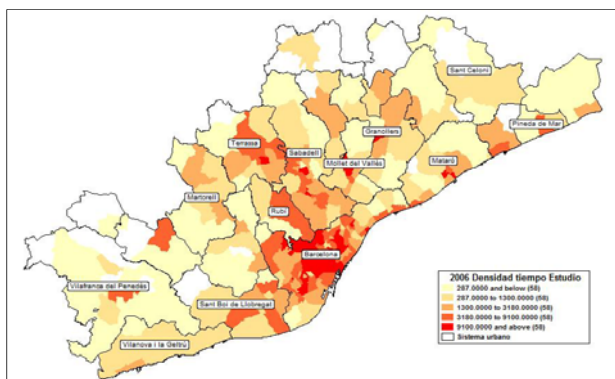 Sant Celoni
Pineda de Mar
Granollers
Terrassa
Sabadell
Mollet del Vallès
Mataró
Martorell
Rubí
Barcelona
Vilafranca del Penedès
Sant Boi de Llobregat
Vilanova i la Geltrú
2006 Densidad tiempo Estudio
287.0000 and below (58)
287.0000 to 1300.0000 (58)
1300.0000 to 3180.0000 (58)
3180.0000 to 9100.0000 (58)
9100.0000 and above (58)
Sistema urbano